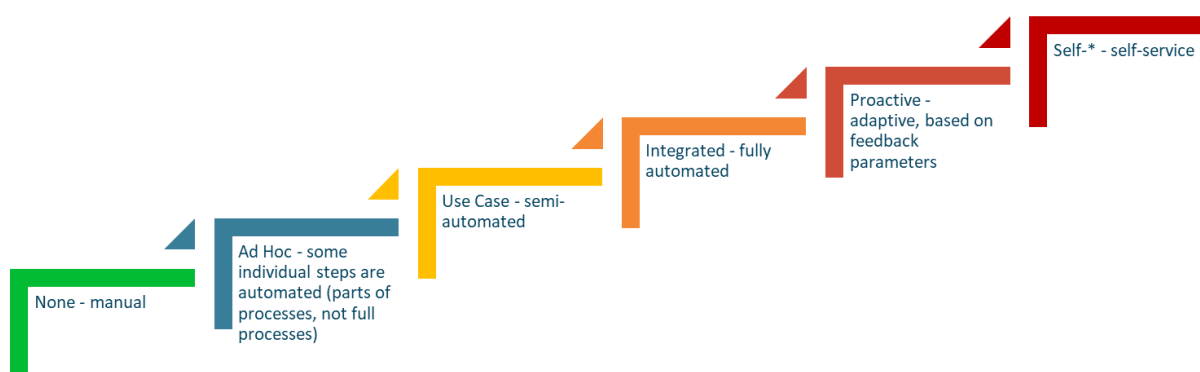 None - manual
Ad Hoc - some
individual steps are
automated (parts of
processes, not full
processes)
Use Case - semi-
automated
Integrated - fully
automated
Proactive -
adaptive, based on
feedback
parameters
Self-* - self-service